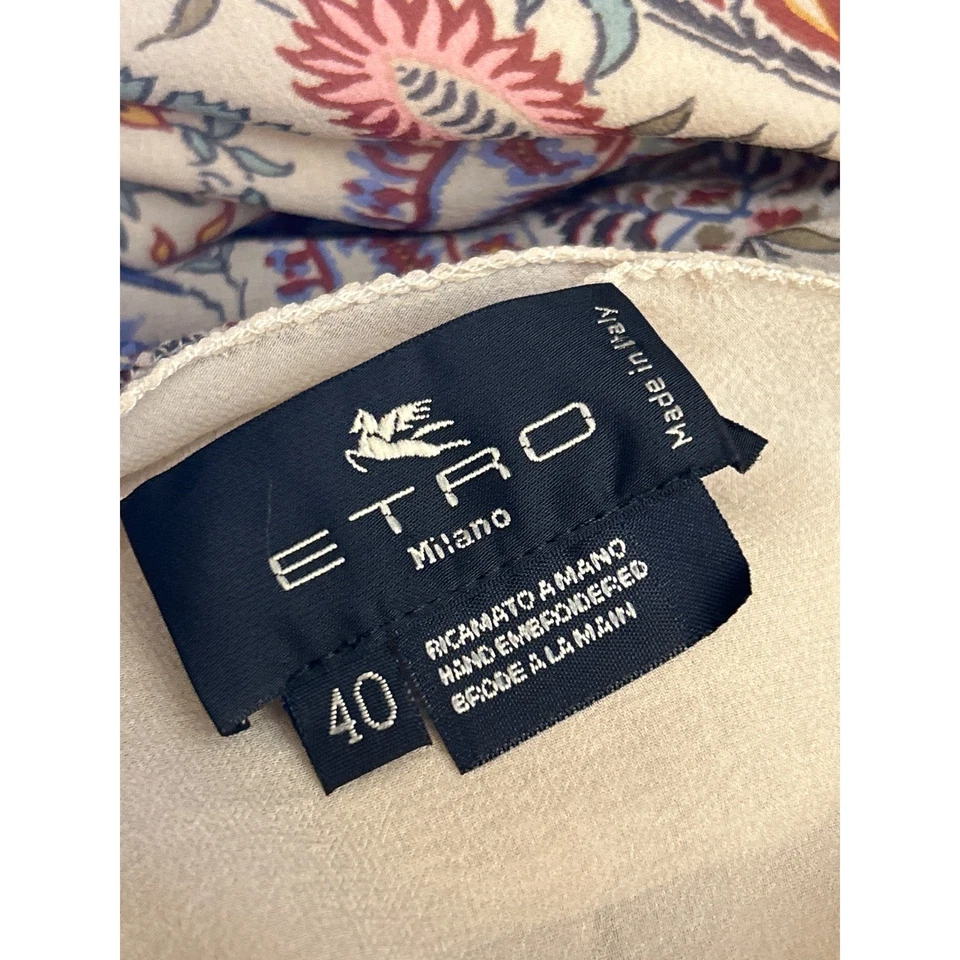 Made in Italy
ETRO
Milano
40
RICAMATO A MANO
HAND EMBROIDERED
BRODE A LA MAIN